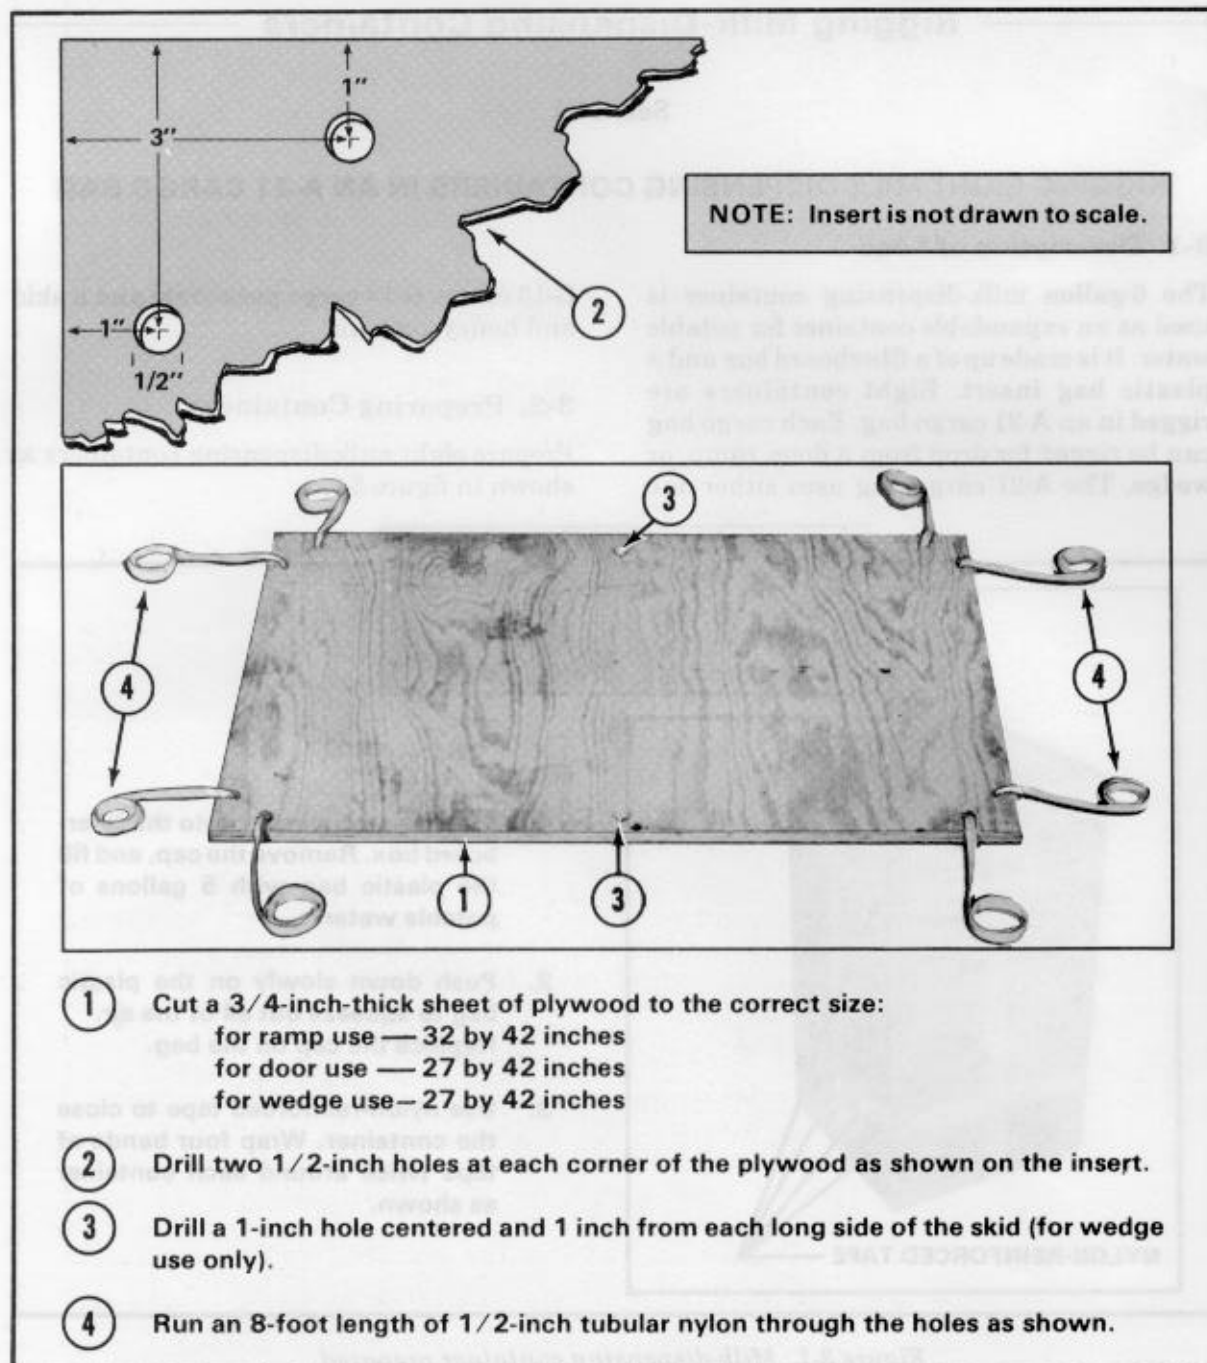 1"
3"
1"
1/2"
NOTE: Insert is not drawn to scale.
2
3
4
4
1
3
1 Cut a 3/4-inch-thick sheet of plywood to the correct size:
for ramp use — 32 by 42 inches
for door use — 27 by 42 inches
for wedge use – 27 by 42 inches
2 Drill two 1/2-inch holes at each corner of the plywood as shown on the insert.
3 Drill a 1-inch hole centered and 1 inch from each long side of the skid (for wedge
use only).
4 Run an 8-foot length of 1/2-inch tubular nylon through the holes as shown.